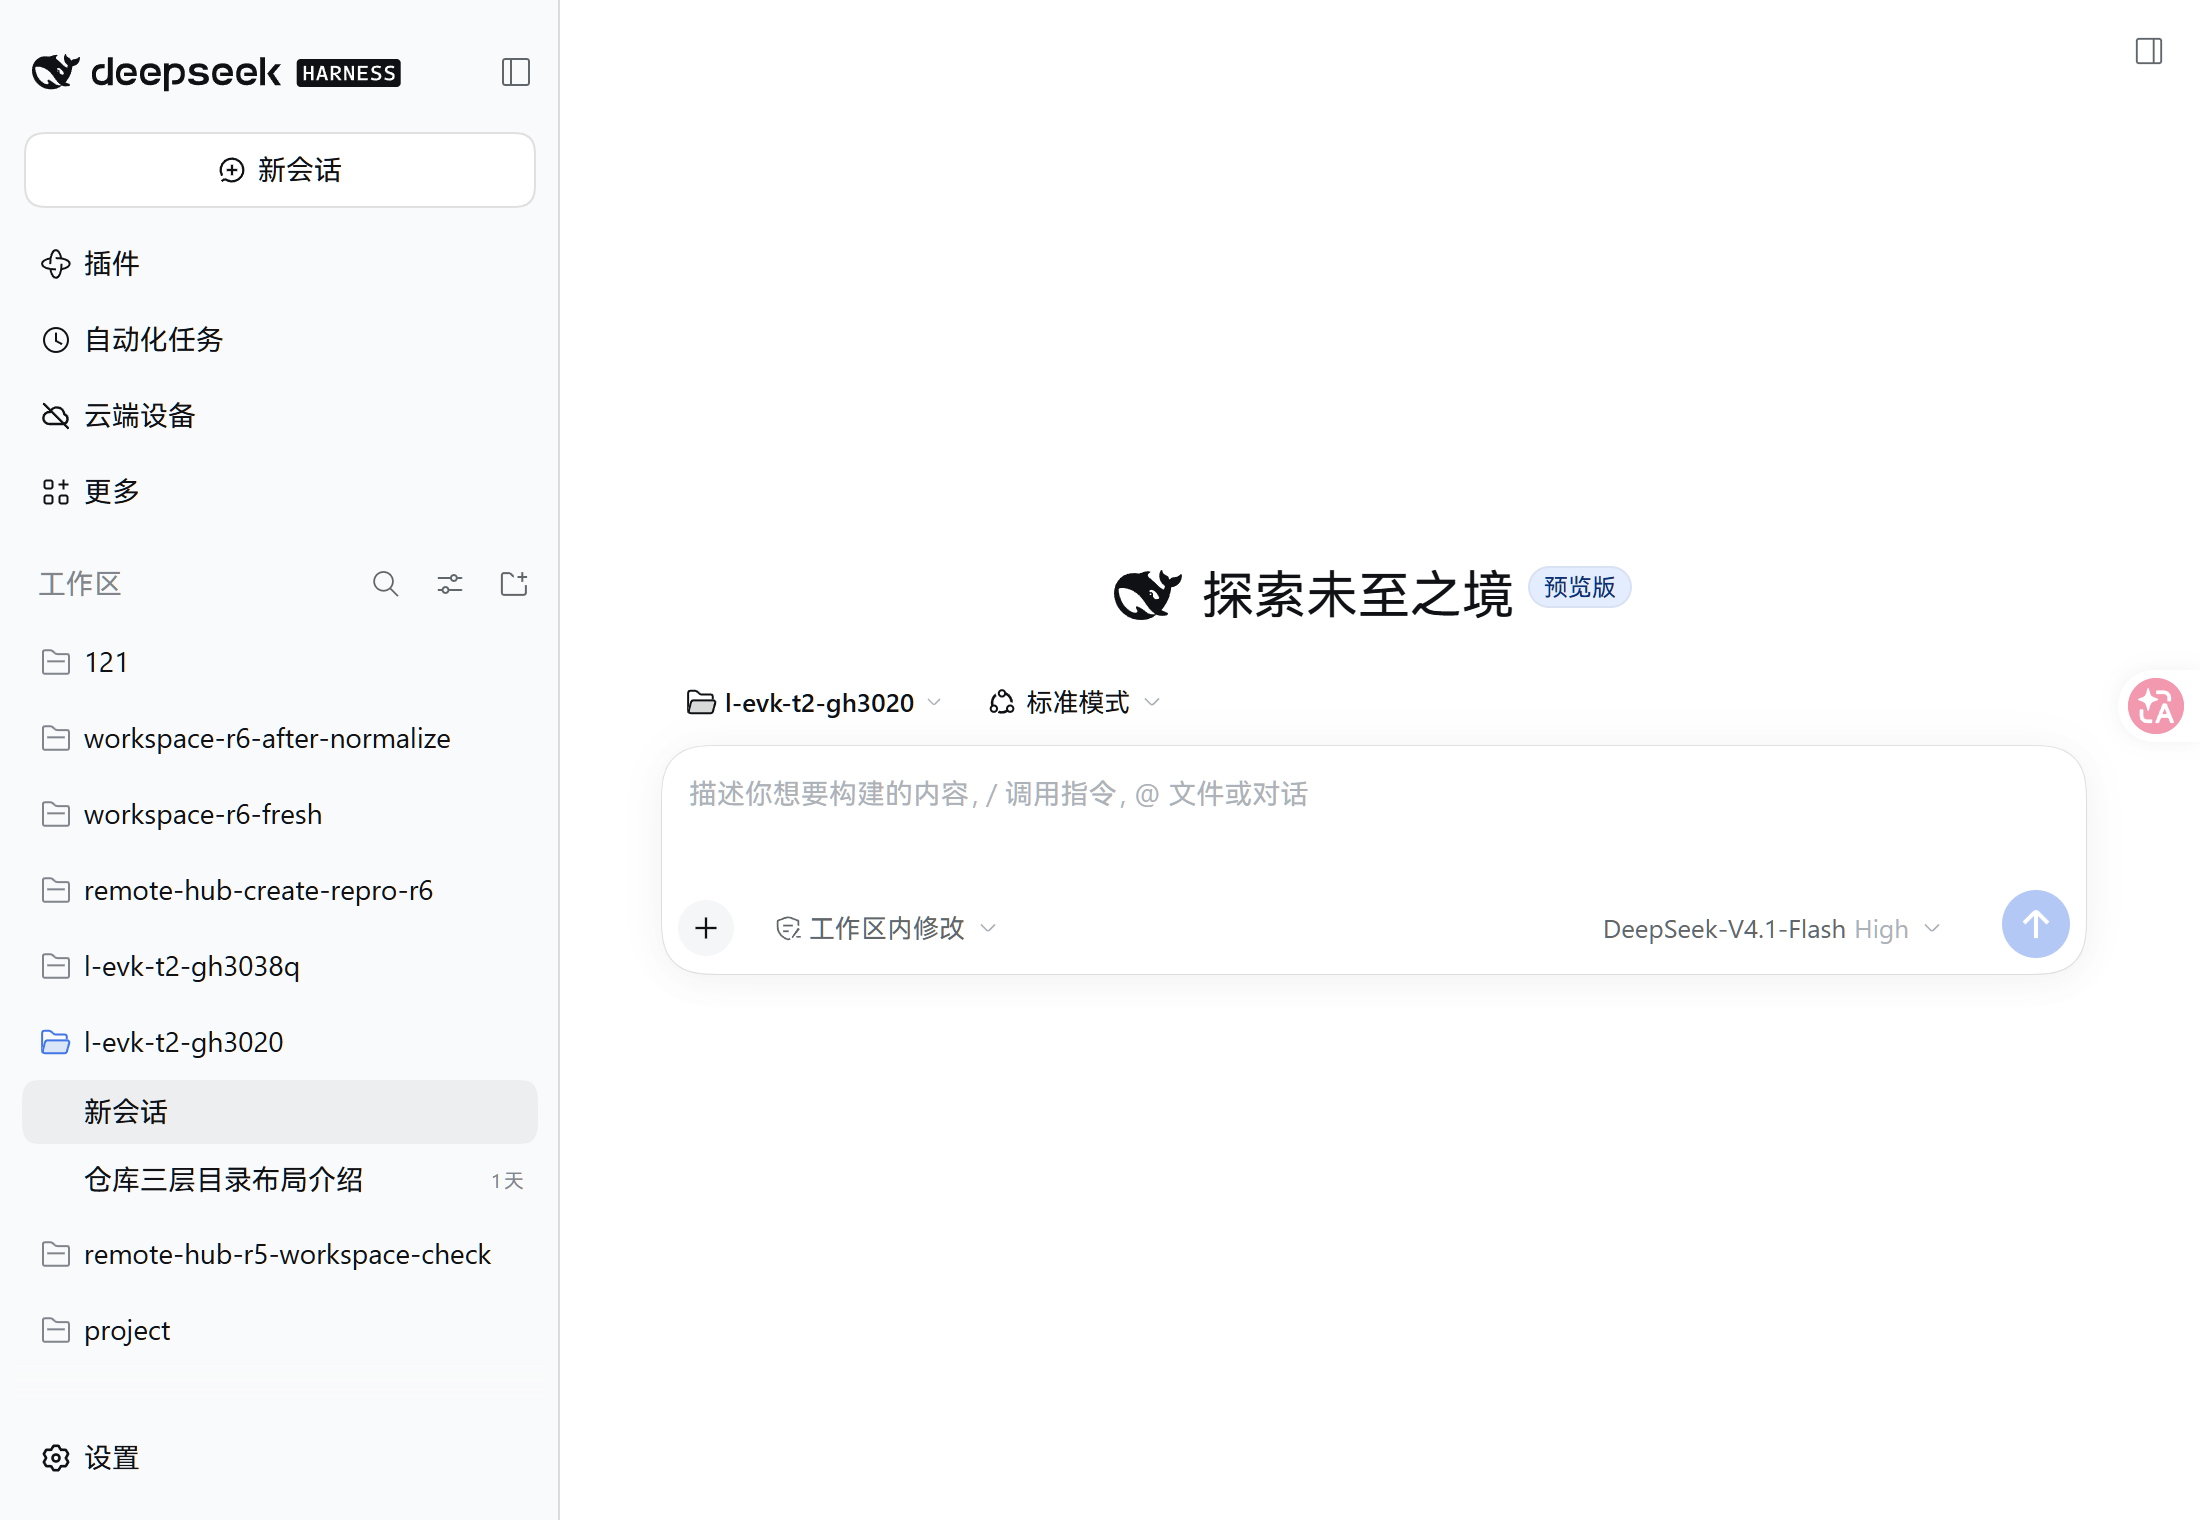 deepseek HARNESS
新会话
插件
自动化任务
云端设备
更多
工作区
121
workspace-r6-after-normalize
workspace-r6-fresh
remote-hub-create-repro-r6
l-evk-t2-gh3038q
l-evk-t2-gh3020
新会话
仓库三层目录布局介绍 1天
remote-hub-r5-workspace-check
project
设置
探索未至之境 预览版
l-evk-t2-gh3020 标准模式
描述你想要构建的内容, / 调用指令, @ 文件或对话
工作区内修改 DeepSeek-V4.1-Flash High